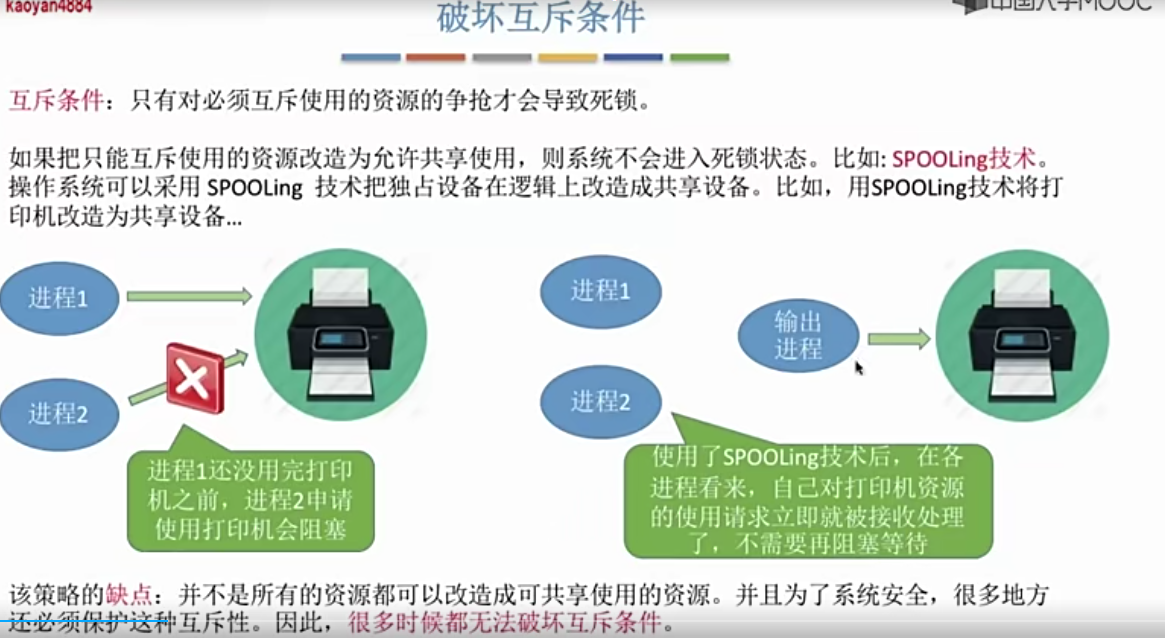 kaoyan4884
中国大学MOOC
破坏互斥条件
互斥条件：只有对必须互斥使用的资源的争抢才会导致死锁。
如果把只能互斥使用的资源改造为允许共享使用，则系统不会进入死锁状态。比如: SPOOLing技术。
操作系统可以采用 SPOOLing 技术把独占设备在逻辑上改造成共享设备。比如，用SPOOLing技术将打
印机改造为共享设备...
进程1
进程2
进程1还没用完打印
机之前，进程2申请
使用打印机会阻塞
进程1
进程2
输出
进程
使用了SPOOLing技术后，在各
进程看来，自己对打印机资源
的使用请求立即就被接收处理
了，不需要再阻塞等待
该策略的缺点：并不是所有的资源都可以改造成可共享使用的资源。并且为了系统安全，很多地方
还必须保护这种互斥性。因此，很多时候都无法破坏互斥条件。